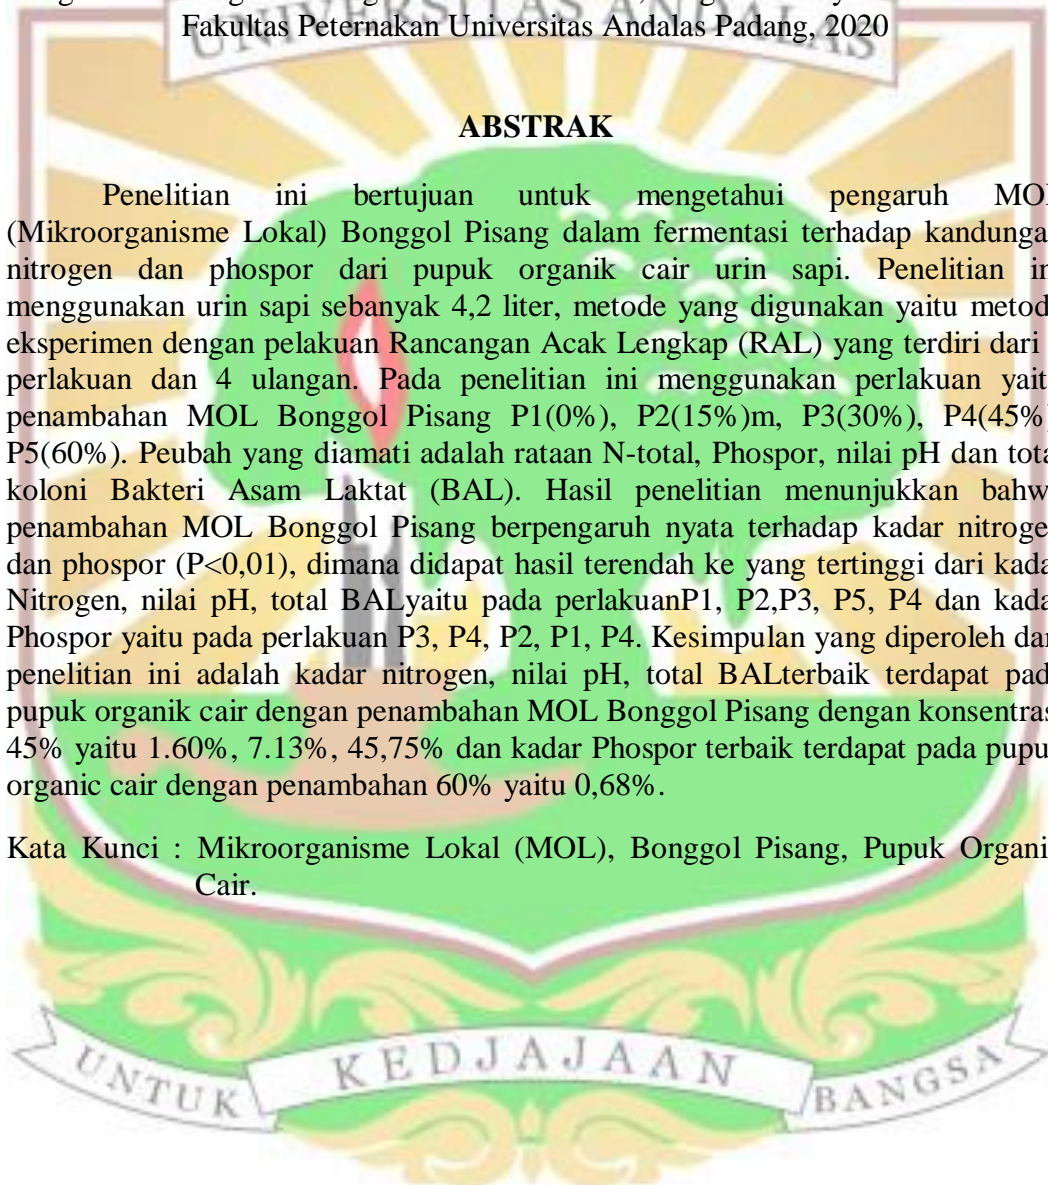 UNIVERSITAS ANDALAS
Fakultas Peternakan Universitas Andalas Padang, 2020
ABSTRAK
Penelitian ini bertujuan untuk mengetahui pengaruh MOL
(Mikroorganisme Lokal) Bonggol Pisang dalam fermentasi terhadap kandunga
nitrogen dan phospor dari pupuk organik cair urin sapi. Penelitian in
menggunakan urin sapi sebanyak 4,2 liter, metode yang digunakan yaitu metod
eksperimen dengan pelakuan Rancangan Acak Lengkap (RAL) yang terdiri dari
perlakuan dan 4 ulangan. Pada penelitian ini menggunakan perlakuan yait
penambahan MOL Bonggol Pisang P1(0%), P2(15%)m, P3(30%), P4(45%)
P5(60%). Peubah yang diamati adalah rataan N-total, Phospor, nilai pH dan tota
koloni Bakteri Asam Laktat (BAL). Hasil penelitian menunjukkan bahw
penambahan MOL Bonggol Pisang berpengaruh nyata terhadap kadar nitroge
dan phospor (P<0,01), dimana didapat hasil terendah ke yang tertinggi dari kada
Nitrogen, nilai pH, total BALyaitu pada perlakuanP1, P2,P3, P5, P4 dan kada
Phospor yaitu pada perlakuan P3, P4, P2, P1, P4. Kesimpulan yang diperoleh dar
penelitian ini adalah kadar nitrogen, nilai pH, total BALterbaik terdapat pad
pupuk organik cair dengan penambahan MOL Bonggol Pisang dengan konsentras
45% yaitu 1.60%, 7.13%, 45,75% dan kadar Phospor terbaik terdapat pada pupu
organic cair dengan penambahan 60% yaitu 0,68%.
Kata Kunci : Mikroorganisme Lokal (MOL), Bonggol Pisang, Pupuk Organi
Cair.
UNTUK KEDJAJAAN BANGSA